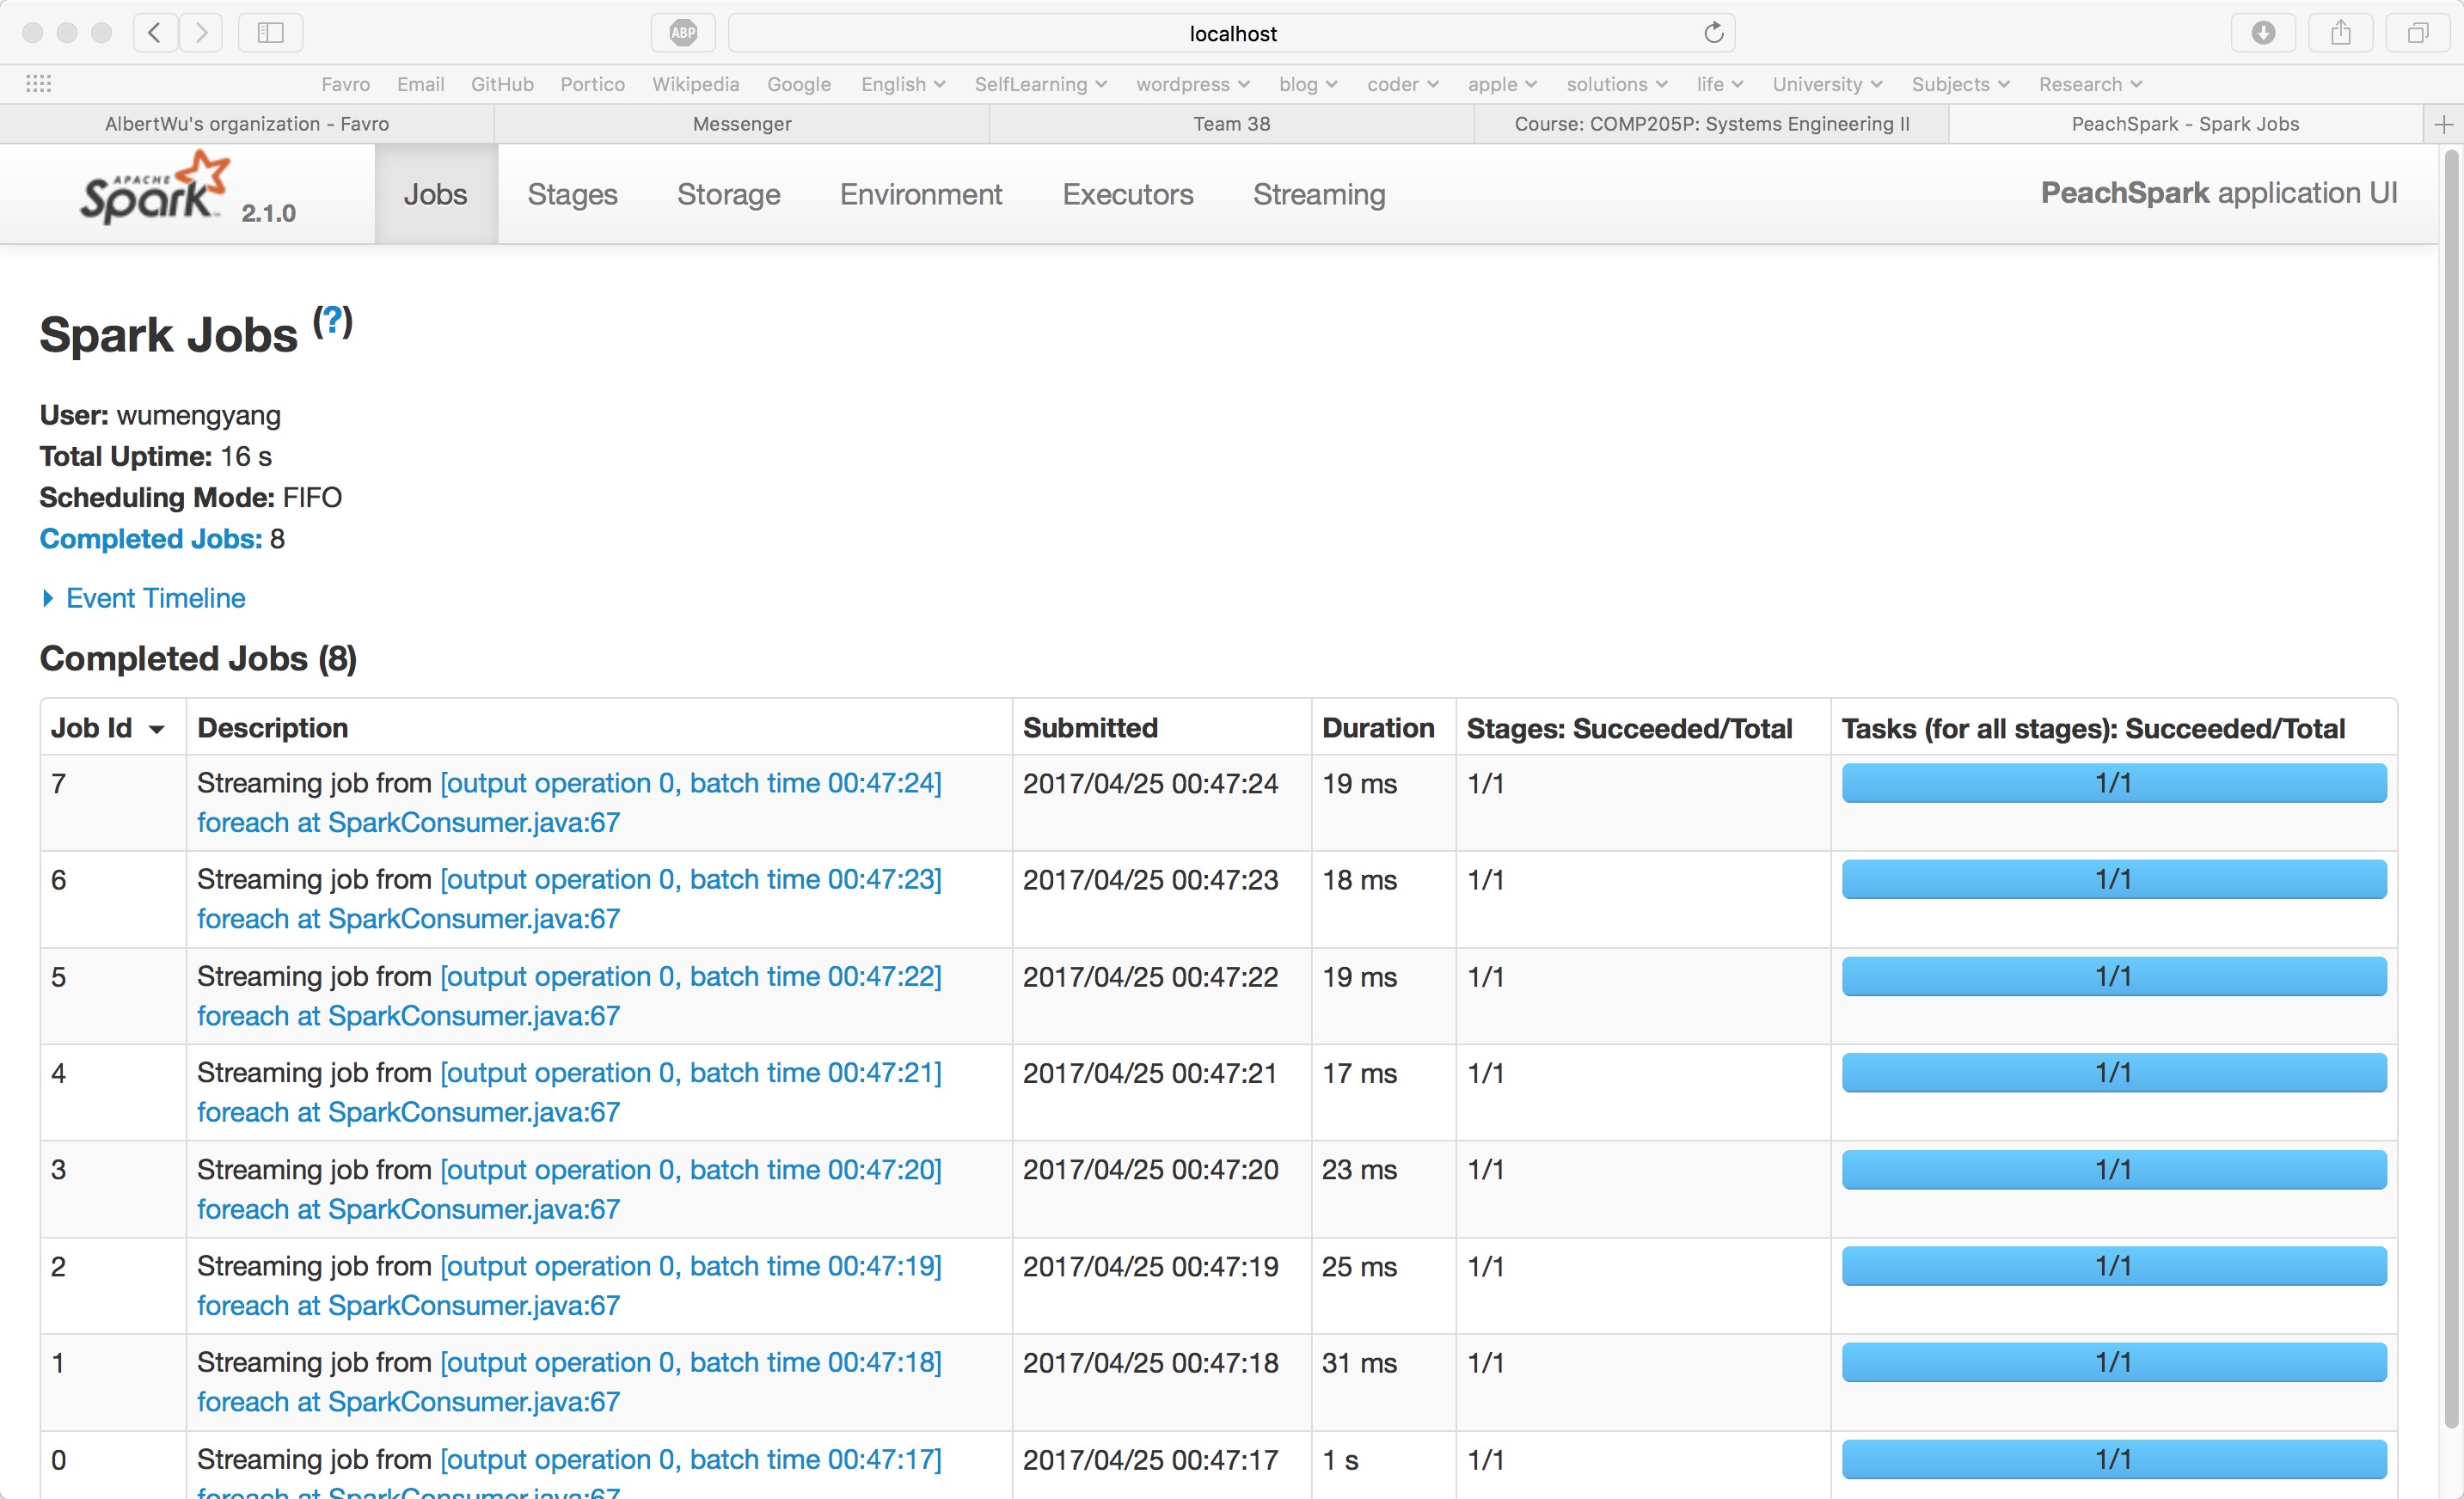 ABP
localhost
Favro Email GitHub Portico Wikipedia Google English SelfLearning wordpress blog coder apple solutions life University Subjects Research
AlbertWu's organization - Favro Messenger Team 38 Course: COMP205P: Systems Engineering II PeachSpark - Spark Jobs
APACHE Spark 2.1.0 Jobs Stages Storage Environment Executors Streaming PeachSpark application UI
Spark Jobs (?)
User: wumengyang
Total Uptime: 16 s
Scheduling Mode: FIFO
Completed Jobs: 8
Event Timeline
Completed Jobs (8)
Job Id Description Submitted Duration Stages: Succeeded/Total Tasks (for all stages): Succeeded/Total
7 Streaming job from [output operation 0, batch time 00:47:24] 2017/04/25 00:47:24 19 ms 1/1 1/1
foreach at SparkConsumer.java:67
6 Streaming job from [output operation 0, batch time 00:47:23] 2017/04/25 00:47:23 18 ms 1/1 1/1
foreach at SparkConsumer.java:67
5 Streaming job from [output operation 0, batch time 00:47:22] 2017/04/25 00:47:22 19 ms 1/1 1/1
foreach at SparkConsumer.java:67
4 Streaming job from [output operation 0, batch time 00:47:21] 2017/04/25 00:47:21 17 ms 1/1 1/1
foreach at SparkConsumer.java:67
3 Streaming job from [output operation 0, batch time 00:47:20] 2017/04/25 00:47:20 23 ms 1/1 1/1
foreach at SparkConsumer.java:67
2 Streaming job from [output operation 0, batch time 00:47:19] 2017/04/25 00:47:19 25 ms 1/1 1/1
foreach at SparkConsumer.java:67
1 Streaming job from [output operation 0, batch time 00:47:18] 2017/04/25 00:47:18 31 ms 1/1 1/1
foreach at SparkConsumer.java:67
0 Streaming job from [output operation 0, batch time 00:47:17] 2017/04/25 00:47:17 1 s 1/1 1/1
foreach at SparkConsumer.java:67